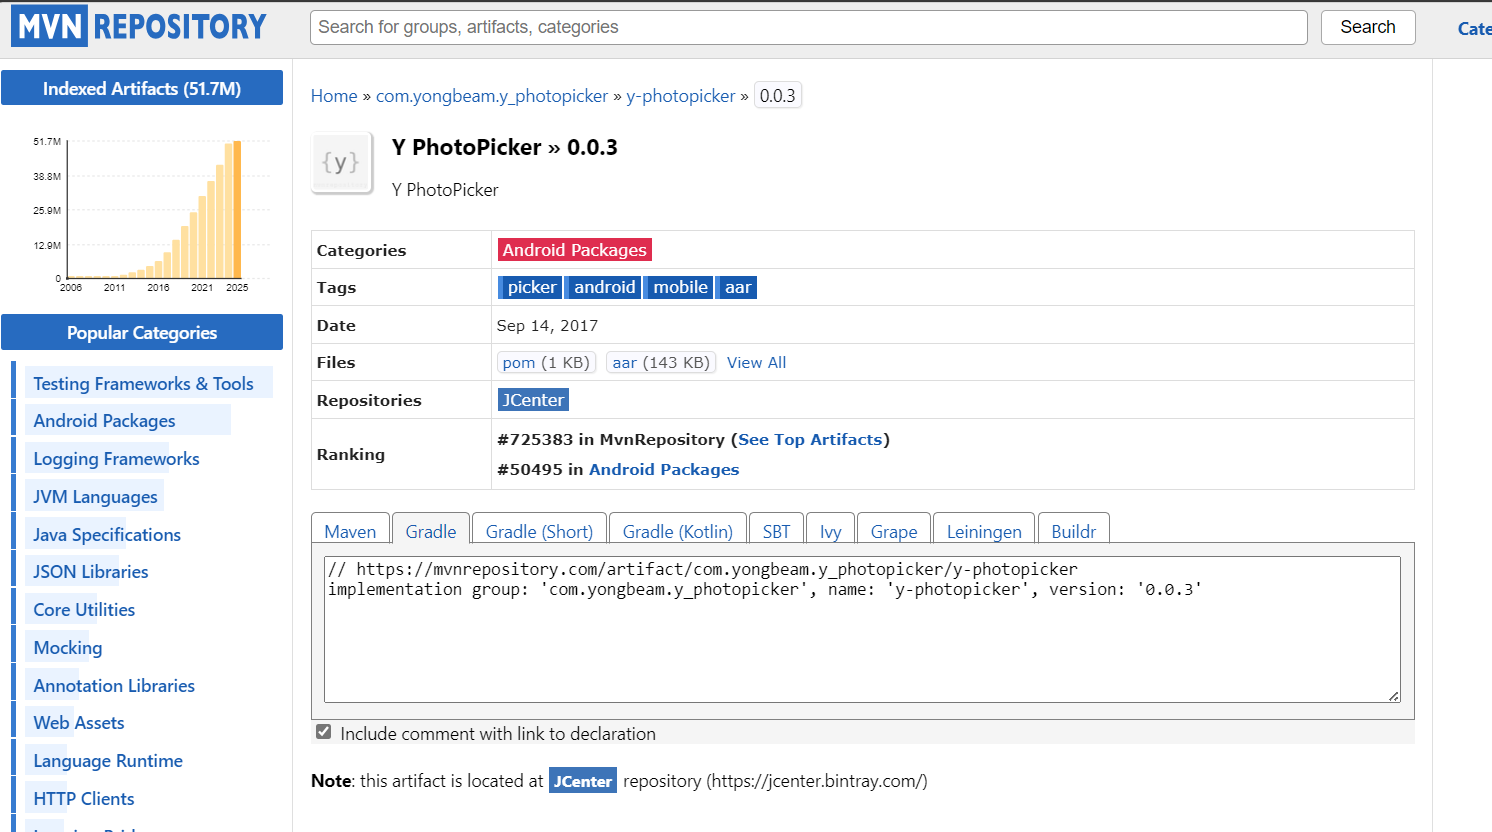 MVN REPOSITORY
Search for groups, artifacts, categories
Search
Indexed Artifacts (51.7M)
51.7M
38.8M
25.9M
12.9M
0
2006 2011 2016 2021 2025
Popular Categories
Testing Frameworks & Tools
Android Packages
Logging Frameworks
JVM Languages
Java Specifications
JSON Libraries
Core Utilities
Mocking
Annotation Libraries
Web Assets
Language Runtime
HTTP Clients
Home » com.yongbeam.y_photopicker » y-photopicker » 0.0.3
{y}
Y PhotoPicker » 0.0.3
Y PhotoPicker
Categories Android Packages
Tags picker android mobile aar
Date Sep 14, 2017
Files pom (1 KB) aar (143 KB) View All
Repositories JCenter
Ranking #725383 in MvnRepository (See Top Artifacts)
#50495 in Android Packages
Maven Gradle Gradle (Short) Gradle (Kotlin) SBT Ivy Grape Leiningen Buildr
// https://mvnrepository.com/artifact/com.yongbeam.y_photopicker/y-photopicker
implementation group: 'com.yongbeam.y_photopicker', name: 'y-photopicker', version: '0.0.3'
Include comment with link to declaration
Note: this artifact is located at JCenter repository (https://jcenter.bintray.com/)